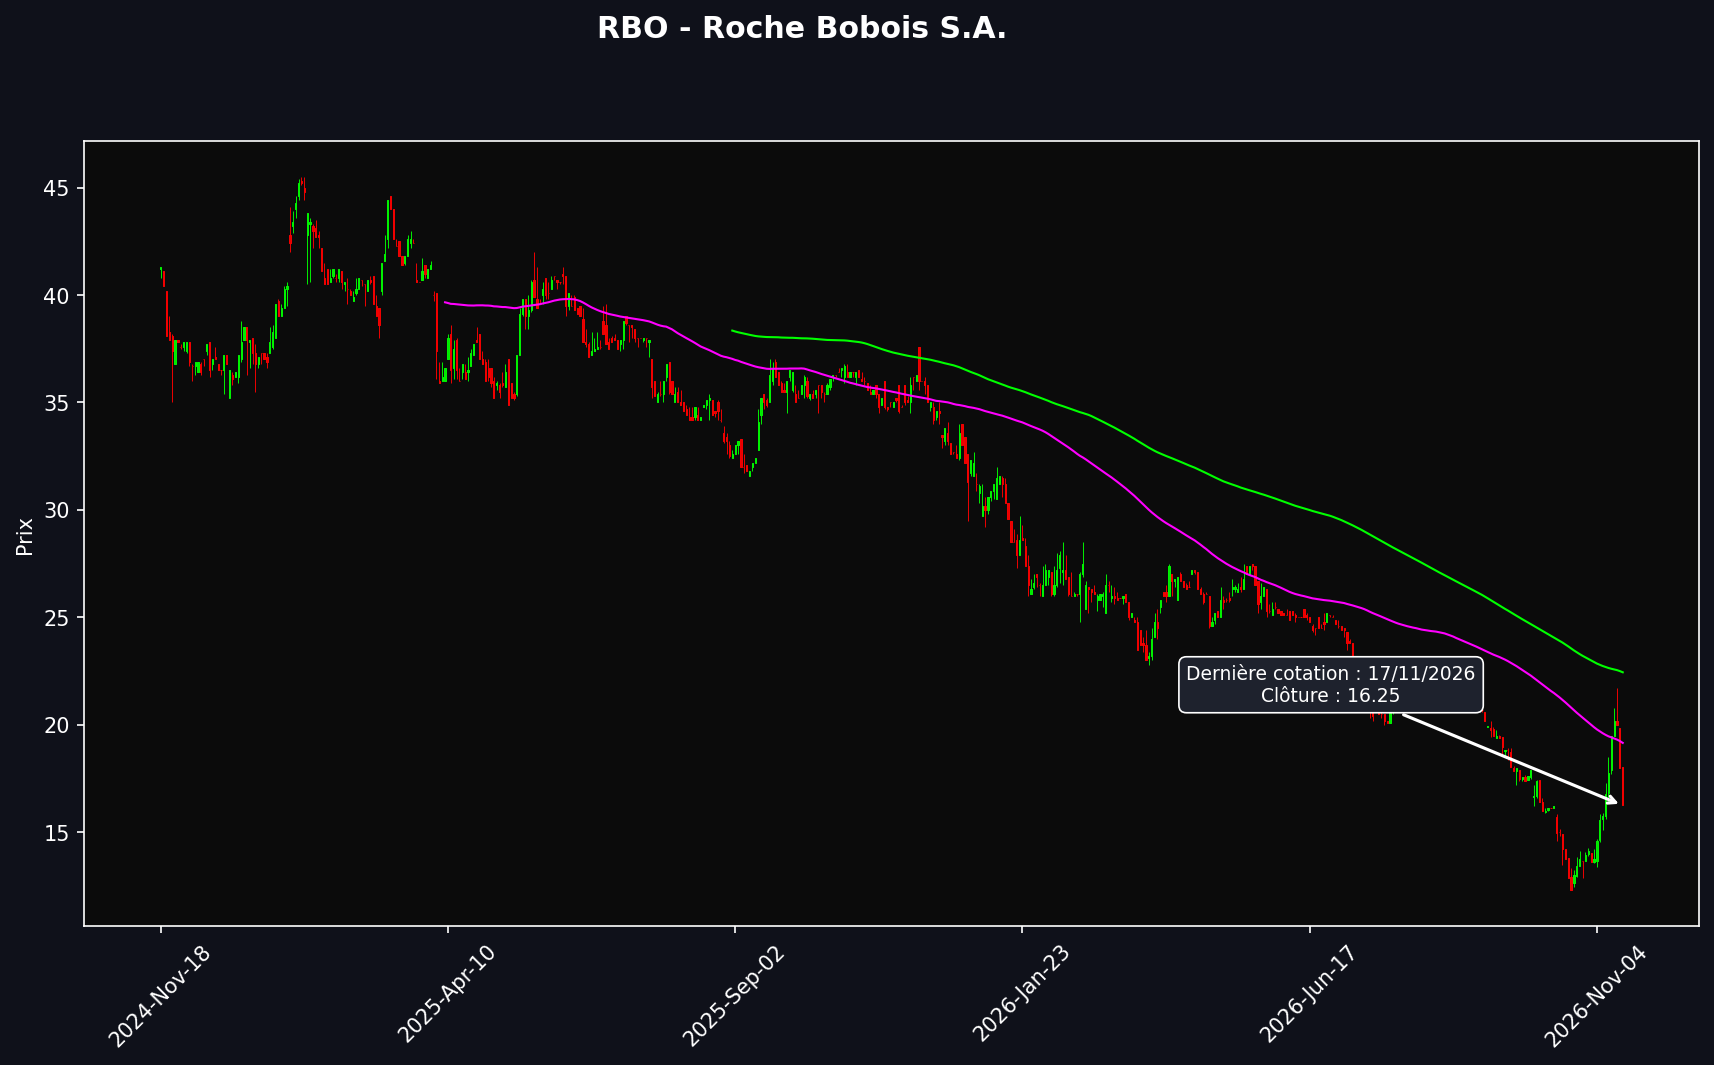 RBO - Roche Bobois S.A.
Prix
45
40
35
30
25
20
15
Dernière cotation : 17/11/2026
Clôture : 16.25
2024-Nov-18
2025-Apr-10
2025-Sep-02
2026-Jan-23
2026-Jun-17
2026-Nov-04